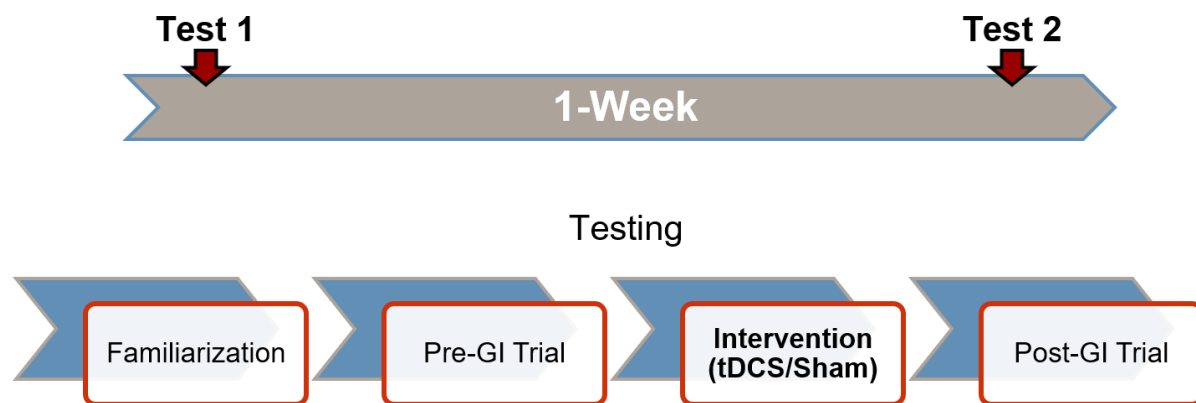 Test 1
Test 2
1-Week
Testing
Familiarization
Pre-GI Trial
Intervention
(tDCS/Sham)
Post-GI Trial